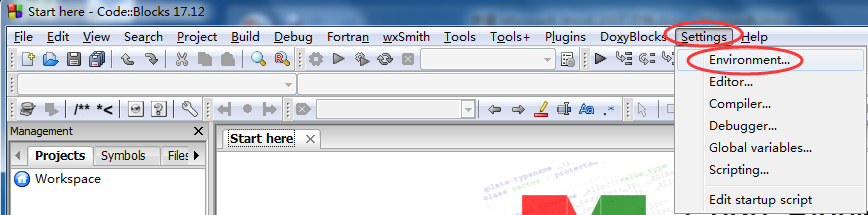 Start here - Code::Blocks 17.12
File Edit View Search Project Build Debug Fortran wxSmith Tools Tools+ Plugins DoxyBlocks Settings Help
Environment...
Editor...
Compiler...
Debugger...
Global variables...
Scripting...
Edit startup script
/** *<
Aa .*
Management
Start here
Projects Symbols Files
Workspace